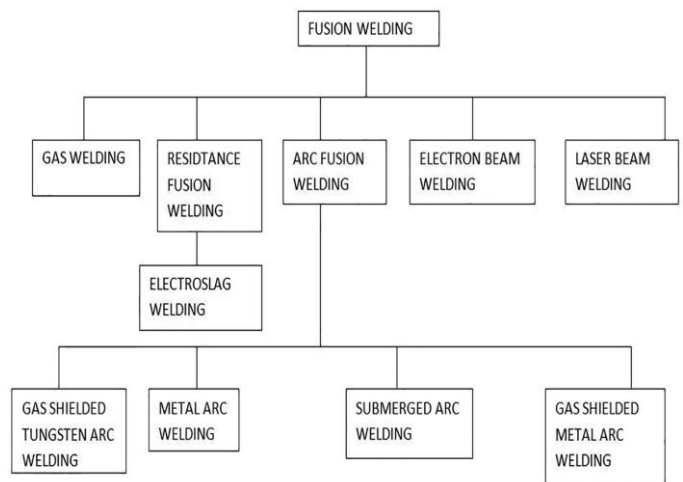 FUSION WELDING
GAS WELDING
RESIDTANCE
FUSION
WELDING
ARC FUSION
WELDING
ELECTRON BEAM
WELDING
LASER BEAM
WELDING
ELECTROSLAG
WELDING
GAS SHIELDED
TUNGSTEN ARC
WELDING
METAL ARC
WELDING
SUBMERGED ARC
WELDING
GAS SHIELDED
METAL ARC
WELDING